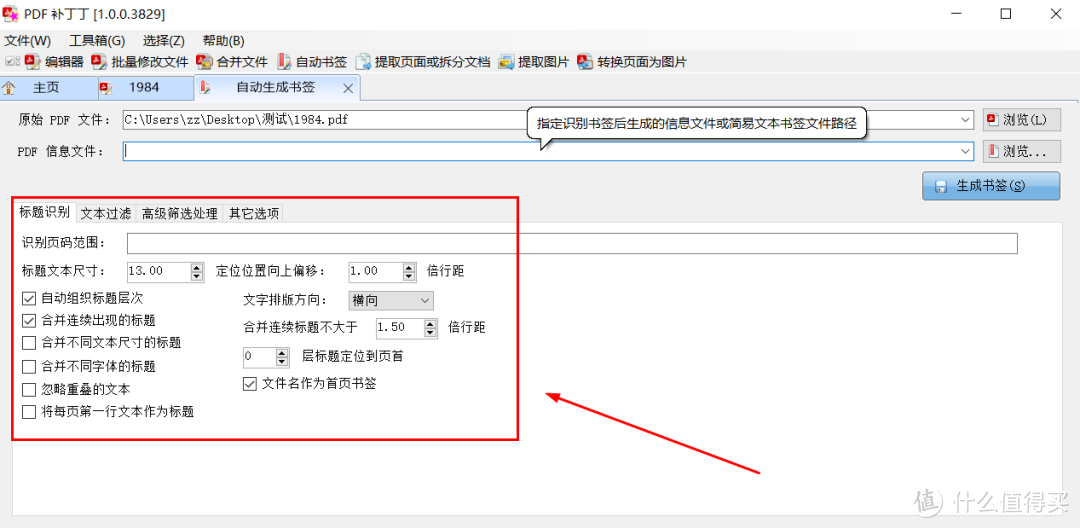 PDF 补丁丁 [1.0.0.3829]
文件(W) 工具箱(G) 选择(Z) 帮助(B)
编辑器 批量修改文件 合并文件 自动书签 提取页面或拆分文档 提取图片 转换页面为图片
主页 1984 自动生成书签
原始 PDF 文件: C:\Users\zz\Desktop\测试\1984.pdf 浏览(L)
指定识别书签后生成的信息文件或简易文本书签文件路径
PDF 信息文件: 浏览...
生成书签(S)
标题识别 文本过滤 高级筛选处理 其它选项
识别页码范围:
标题文本尺寸: 13.00 定位位置向上偏移: 1.00 倍行距
自动组织标题层次 文字排版方向: 横向
合并连续出现的标题 合并连续标题不大于 1.50 倍行距
合并不同文本尺寸的标题
0 层标题定位到页首
合并不同字体的标题
忽略重叠的文本 文件名作为首页书签
将每页第一行文本作为标题
值 什么值得买